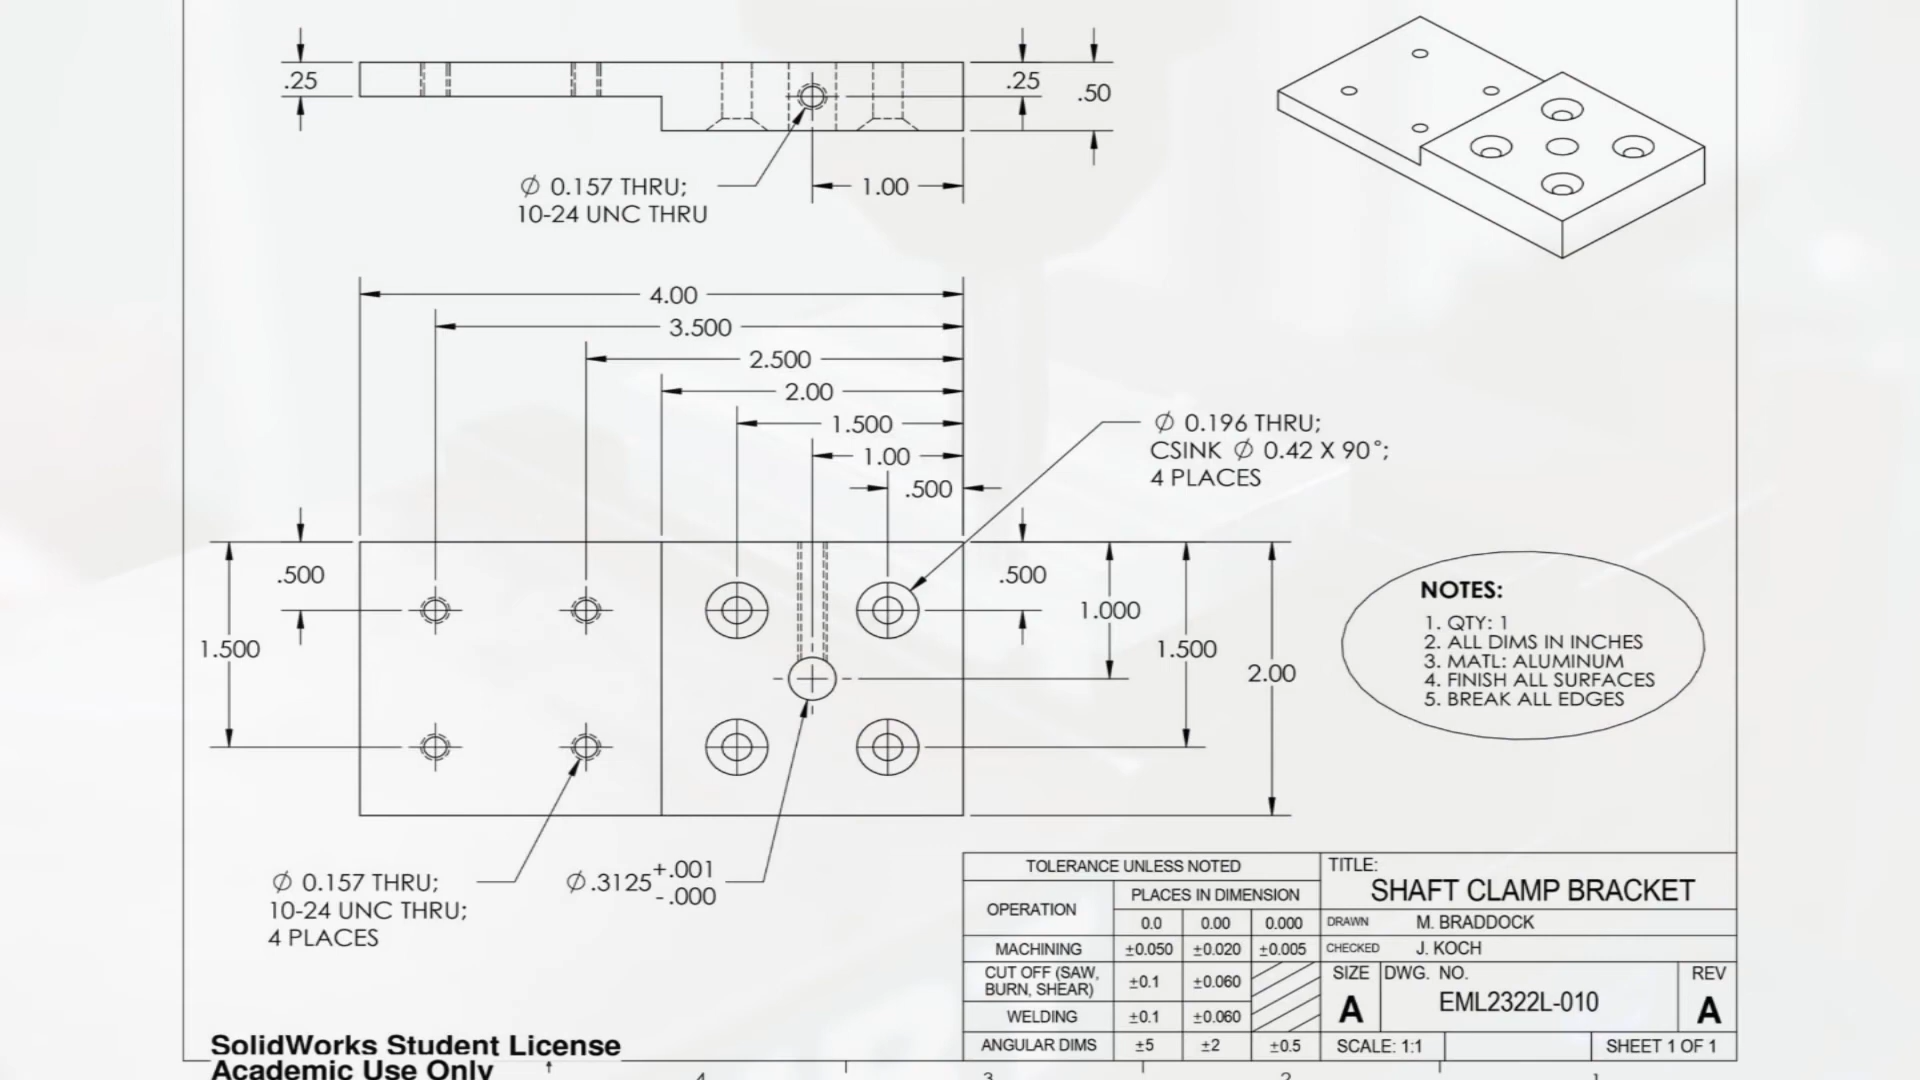 .25
.25
.50
Ø 0.157 THRU;
10-24 UNC THRU
1.00
4.00
3.500
2.500
2.00
1.500
1.00
.500
Ø 0.196 THRU;
CSINK Ø 0.42 X 90°;
4 PLACES
.500
1.500
.500
1.000
1.500
2.00
NOTES:
1. QTY: 1
2. ALL DIMS IN INCHES
3. MATL: ALUMINUM
4. FINISH ALL SURFACES
5. BREAK ALL EDGES
Ø 0.157 THRU;
10-24 UNC THRU;
4 PLACES
Ø.3125 +.001
-.000
TOLERANCE UNLESS NOTED
OPERATION
PLACES IN DIMENSION
0.0 0.00 0.000
MACHINING ±0.050 ±0.020 ±0.005
CUT OFF (SAW,
BURN, SHEAR) ±0.1 ±0.060
WELDING ±0.1 ±0.060
ANGULAR DIMS ±5 ±2 ±0.5
TITLE:
SHAFT CLAMP BRACKET
DRAWN M. BRADDOCK
CHECKED J. KOCH
SIZE DWG. NO. REV
A EML2322L-010 A
SCALE: 1:1 SHEET 1 OF 1
SolidWorks Student License
Academic Use Only